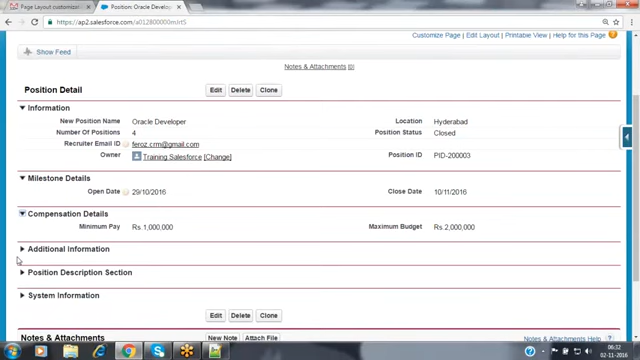 Page Layout customizati
Position: Oracle Develo
https://ap2.salesforce.com/a012800000mJrtS
Customize Page | Edit Layout | Printable View | Help for this Page
Show Feed
Notes & Attachments [0]
Position Detail
Edit Delete Clone
Information
New Position Name Oracle Developer Location Hyderabad
Number Of Positions 4 Position Status Closed
Recruiter Email ID feroz.crm@gmail.com
Owner Training Salesforce [Change] Position ID PID-200003
Milestone Details
Open Date 29/10/2016 Close Date 10/11/2016
Compensation Details
Minimum Pay Rs.1,000,000 Maximum Budget Rs.2,000,000
Additional Information
Position Description Section
System Information
Edit Delete Clone
Notes & Attachments New Note Attach File Notes & Attachments Help
06:32
02-11-2016